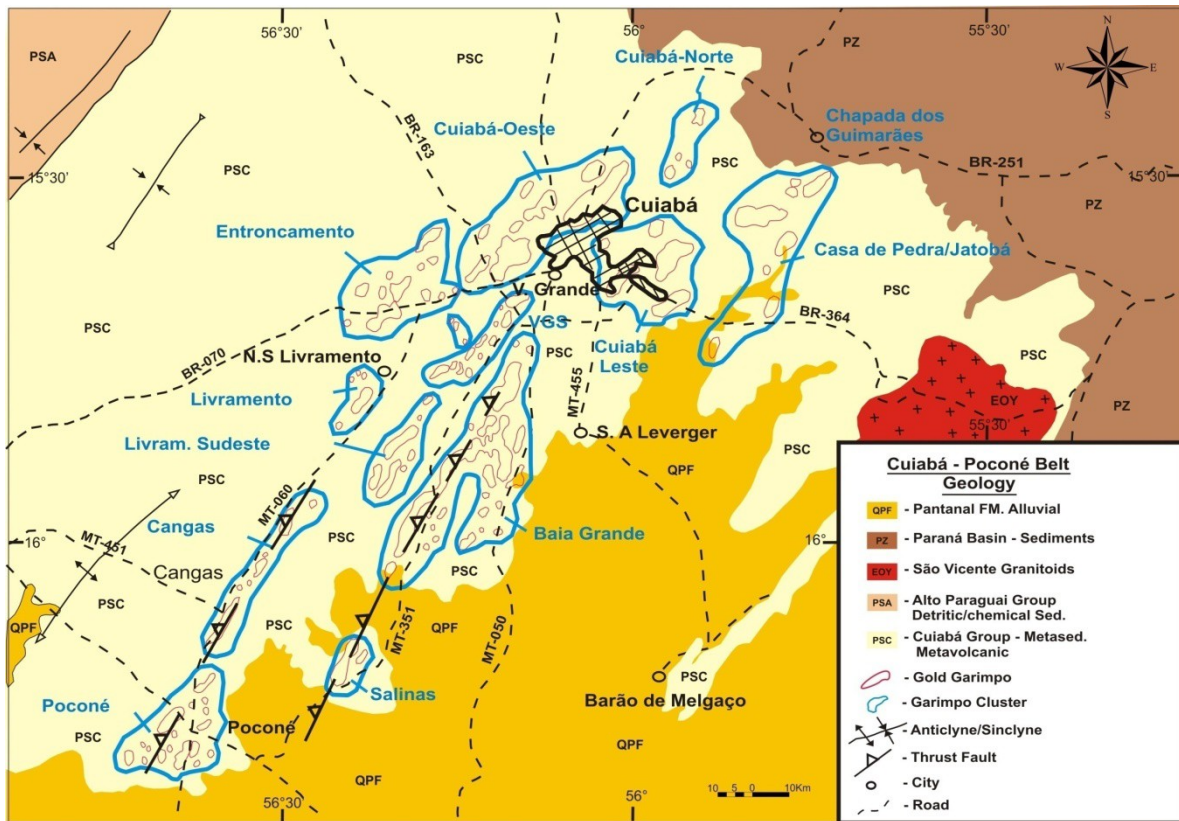 56°30'
56°
55°30'
N
W
E
S
PSA
PSC
PZ
Cuiabá-Norte
Cuiabá-Oeste
BR-163
Chapada dos
Guimarães
15°30'
PSC
PSC
BR-251
15°30'
Cuiabá
PZ
Entroncamento
Casa de Pedra/Jatobá
V. Grande
PSC
VGS
BR-364
PSC
PSC
Cuiabá
Leste
PSC
BR-070
N.S Livramento
MT-455
Livramento
EOY
PZ
55°30'
Livram. Sudeste
S. A Leverger
PSC
QPF
PSC
MT-060
Cangas
MT-451
PSC
Baia Grande
16°
16°
Cangas
PSC
PSC
QPF
PSC
QPF
MT-351
MT-050
PSC
Salinas
Barão de Melgaço
Poconé
Poconé
PSC
QPF
QPF
10 5 0 10Km
56°30'
56°
Cuiabá - Poconé Belt
Geology
QPF - Pantanal FM. Alluvial
PZ - Paraná Basin - Sediments
EOY - São Vicente Granitoids
PSA - Alto Paraguai Group
Detritic/chemical Sed.
PSC - Cuiabá Group - Metased.
Metavolcanic
- Gold Garimpo
- Garimpo Cluster
- Anticlyne/Sinclyne
- Thrust Fault
- City
- Road